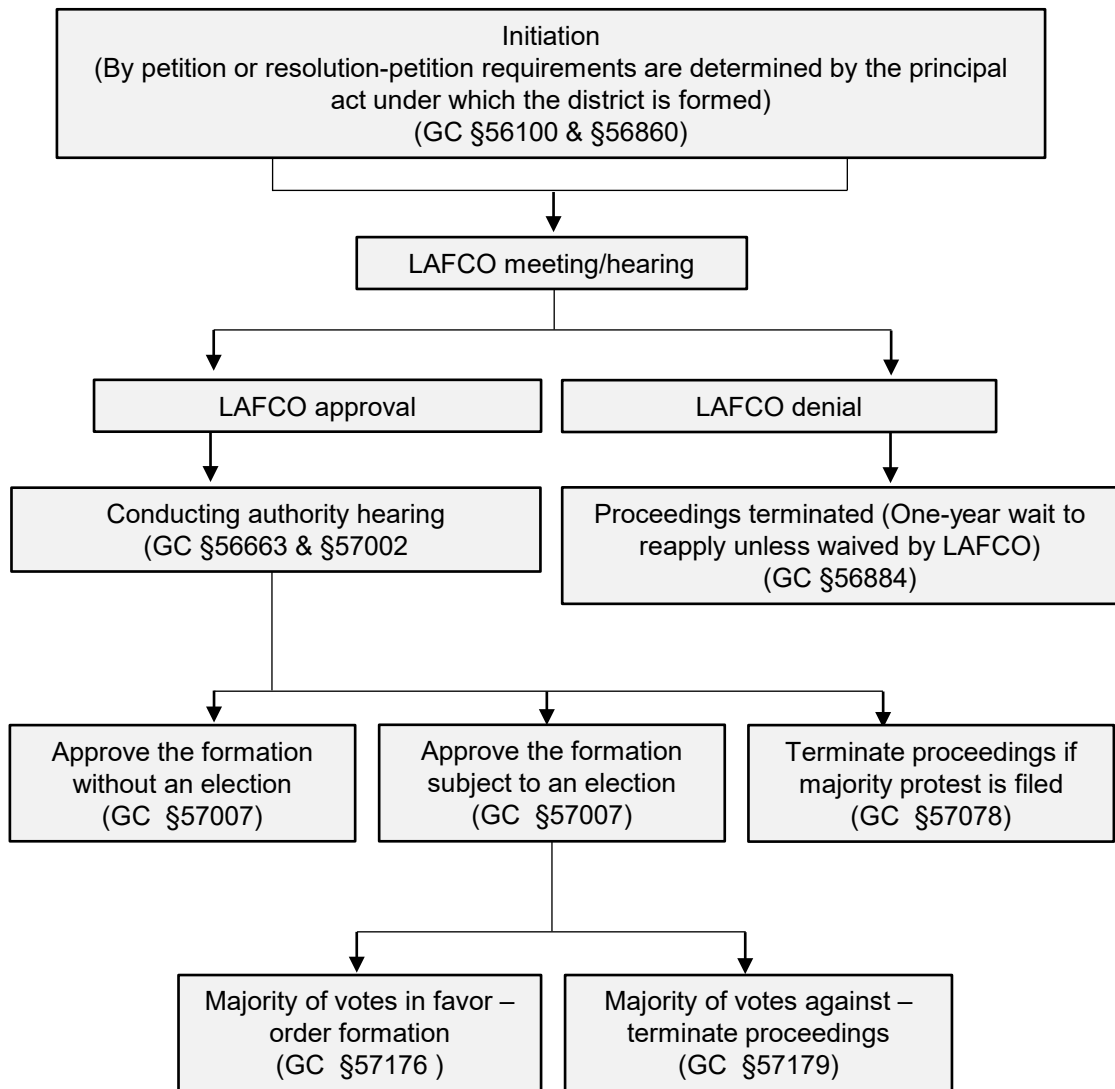 Initiation
(By petition or resolution-petition requirements are determined by the principal
act under which the district is formed)
(GC §56100 & §56860)
LAFCO meeting/hearing
LAFCO approval
LAFCO denial
Conducting authority hearing
(GC §56663 & §57002
Proceedings terminated (One-year wait to
reapply unless waived by LAFCO)
(GC §56884)
Approve the formation
without an election
(GC §57007)
Approve the formation
subject to an election
(GC §57007)
Terminate proceedings if
majority protest is filed
(GC §57078)
Majority of votes in favor –
order formation
(GC §57176 )
Majority of votes against –
terminate proceedings
(GC §57179)